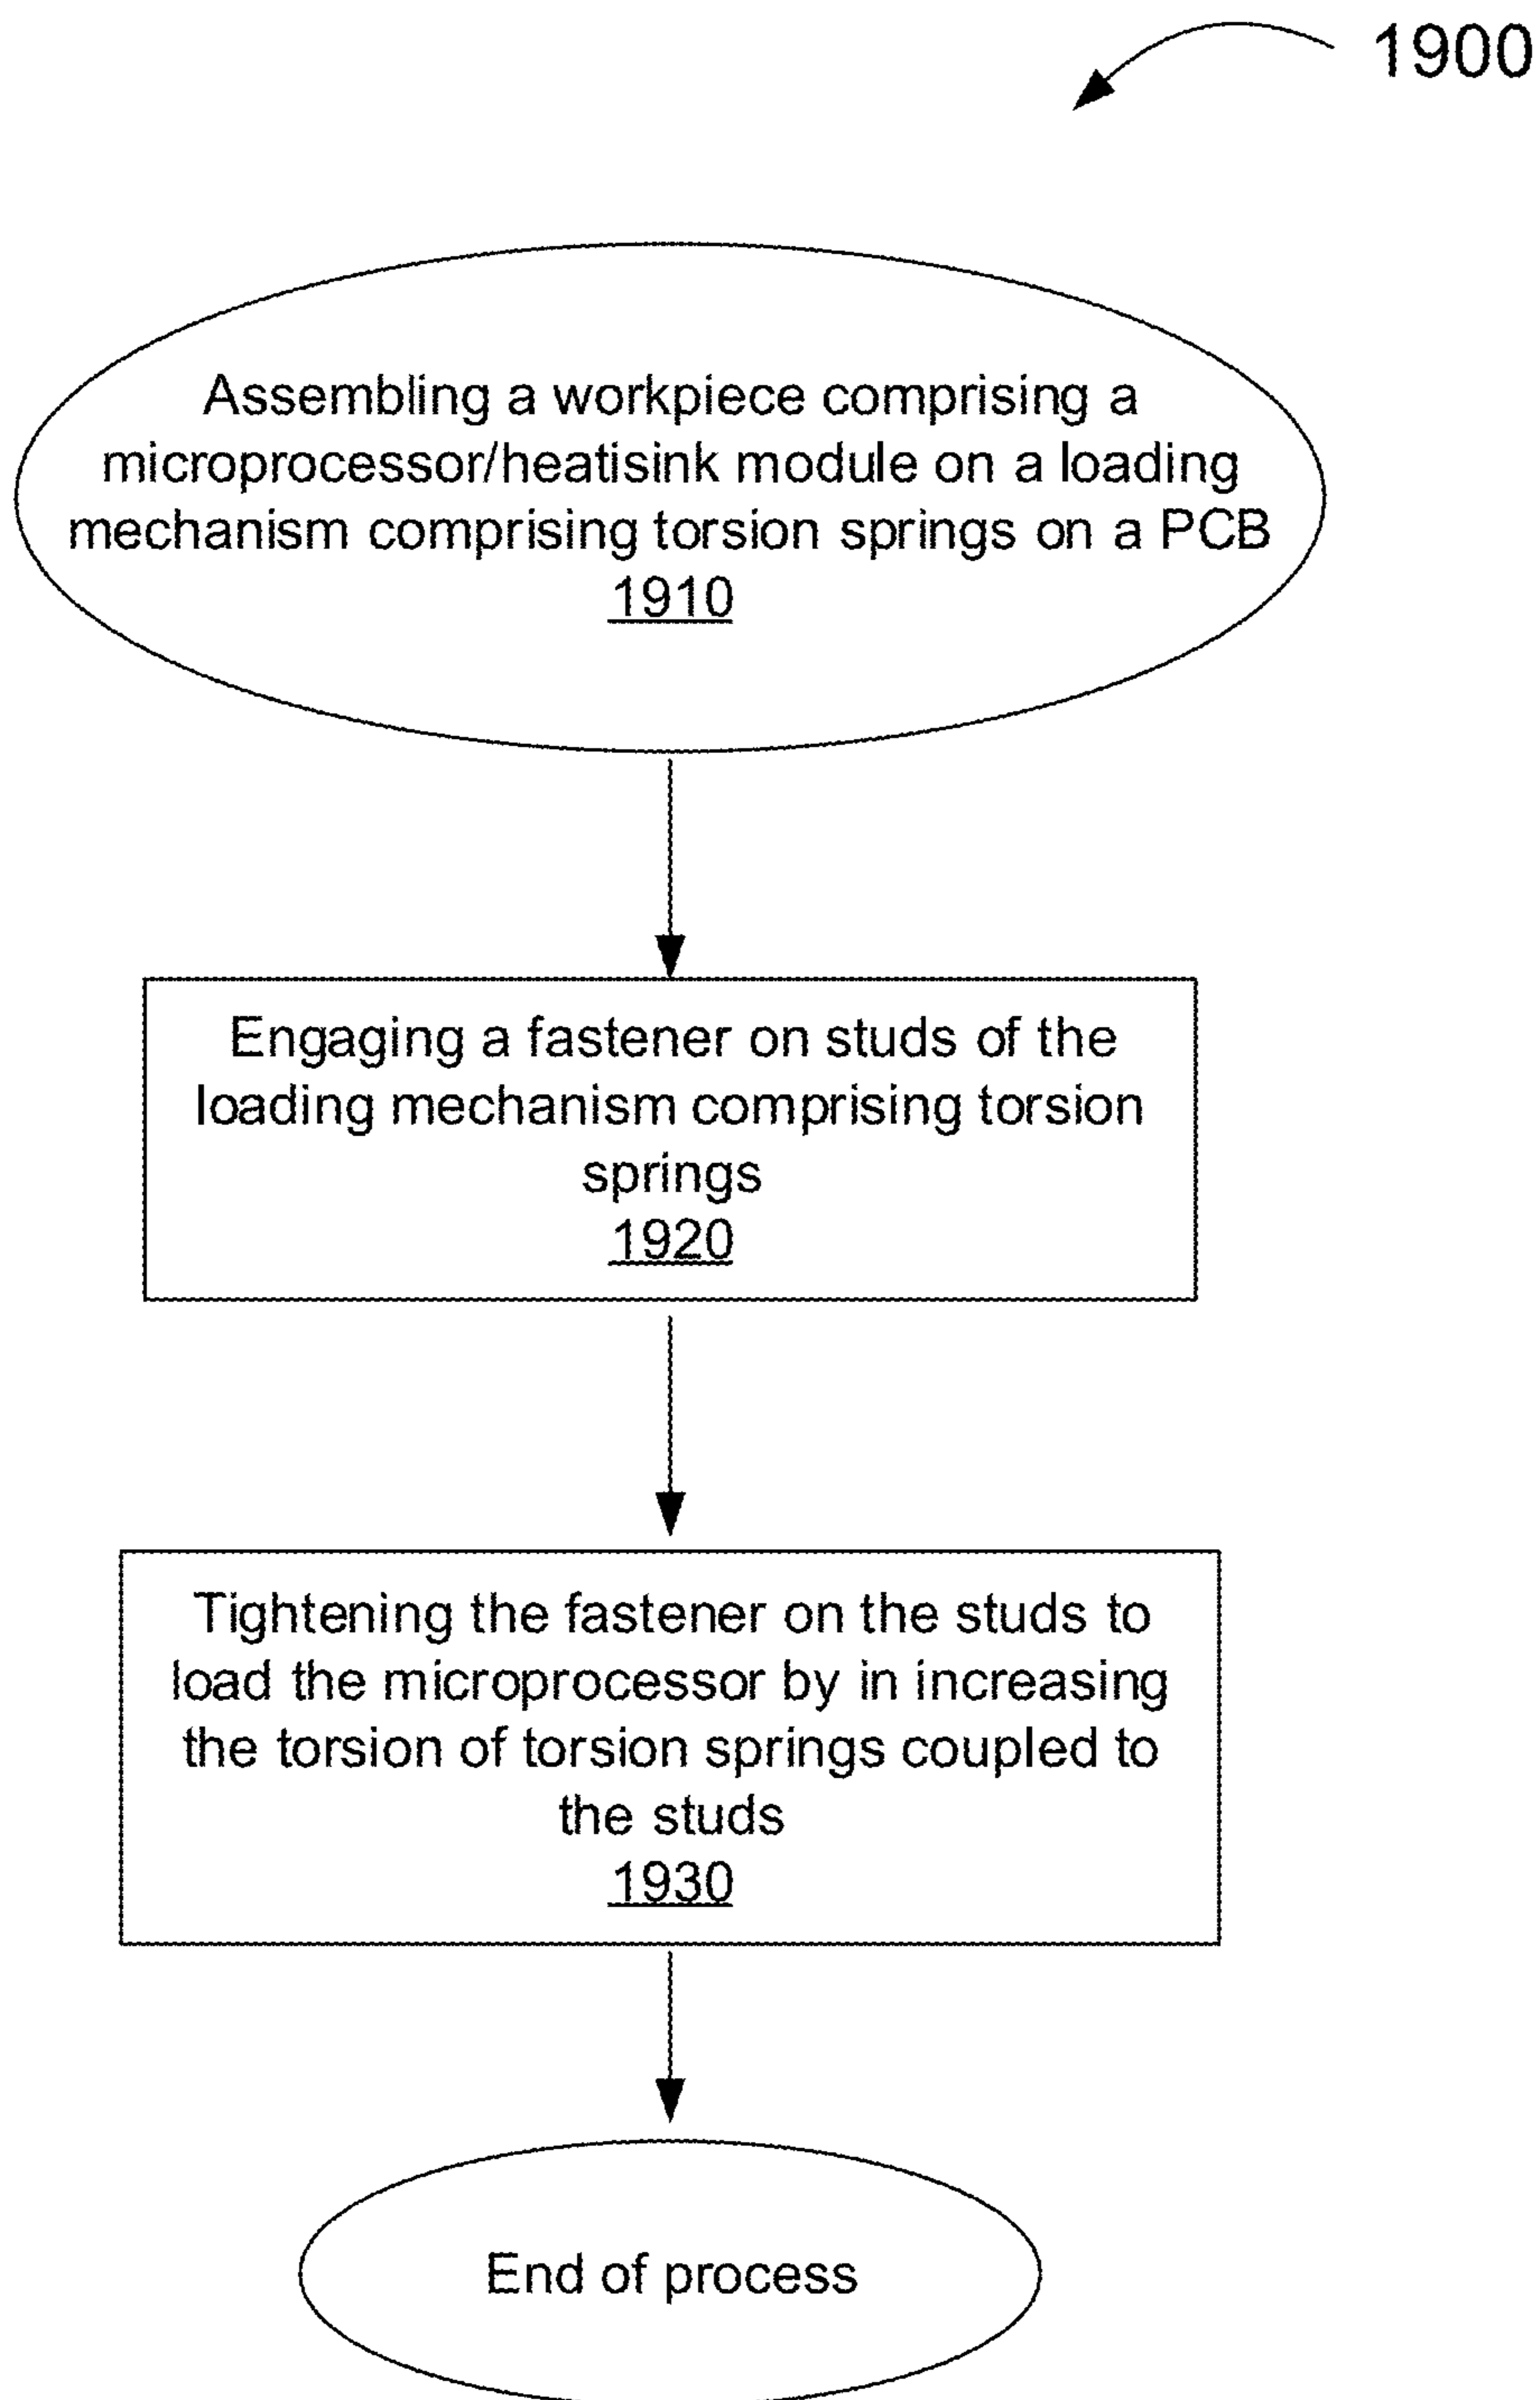 1900
Assembling a workpiece comprising a
microprocessor/heatisink module on a loading
mechanism comprising torsion springs on a PCB
1910
Engaging a fastener on studs of the
loading mechanism comprising torsion
springs
1920
Tightening the fastener on the studs to
load the microprocessor by in increasing
the torsion of torsion springs coupled to
the studs
1930
End of process